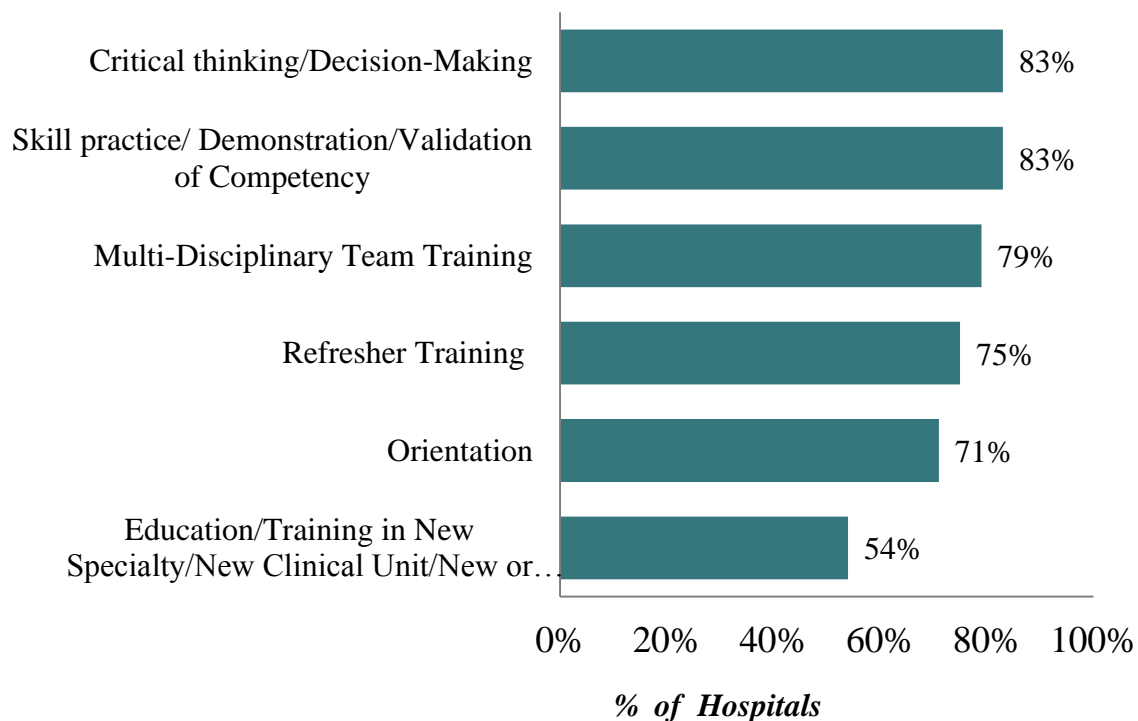 Critical thinking/Decision-Making
83%
Skill practice/ Demonstration/Validation
of Competency
83%
Multi-Disciplinary Team Training
79%
Refresher Training
75%
Orientation
71%
Education/Training in New
Specialty/New Clinical Unit/New or…
54%
0% 20% 40% 60% 80% 100%
% of Hospitals